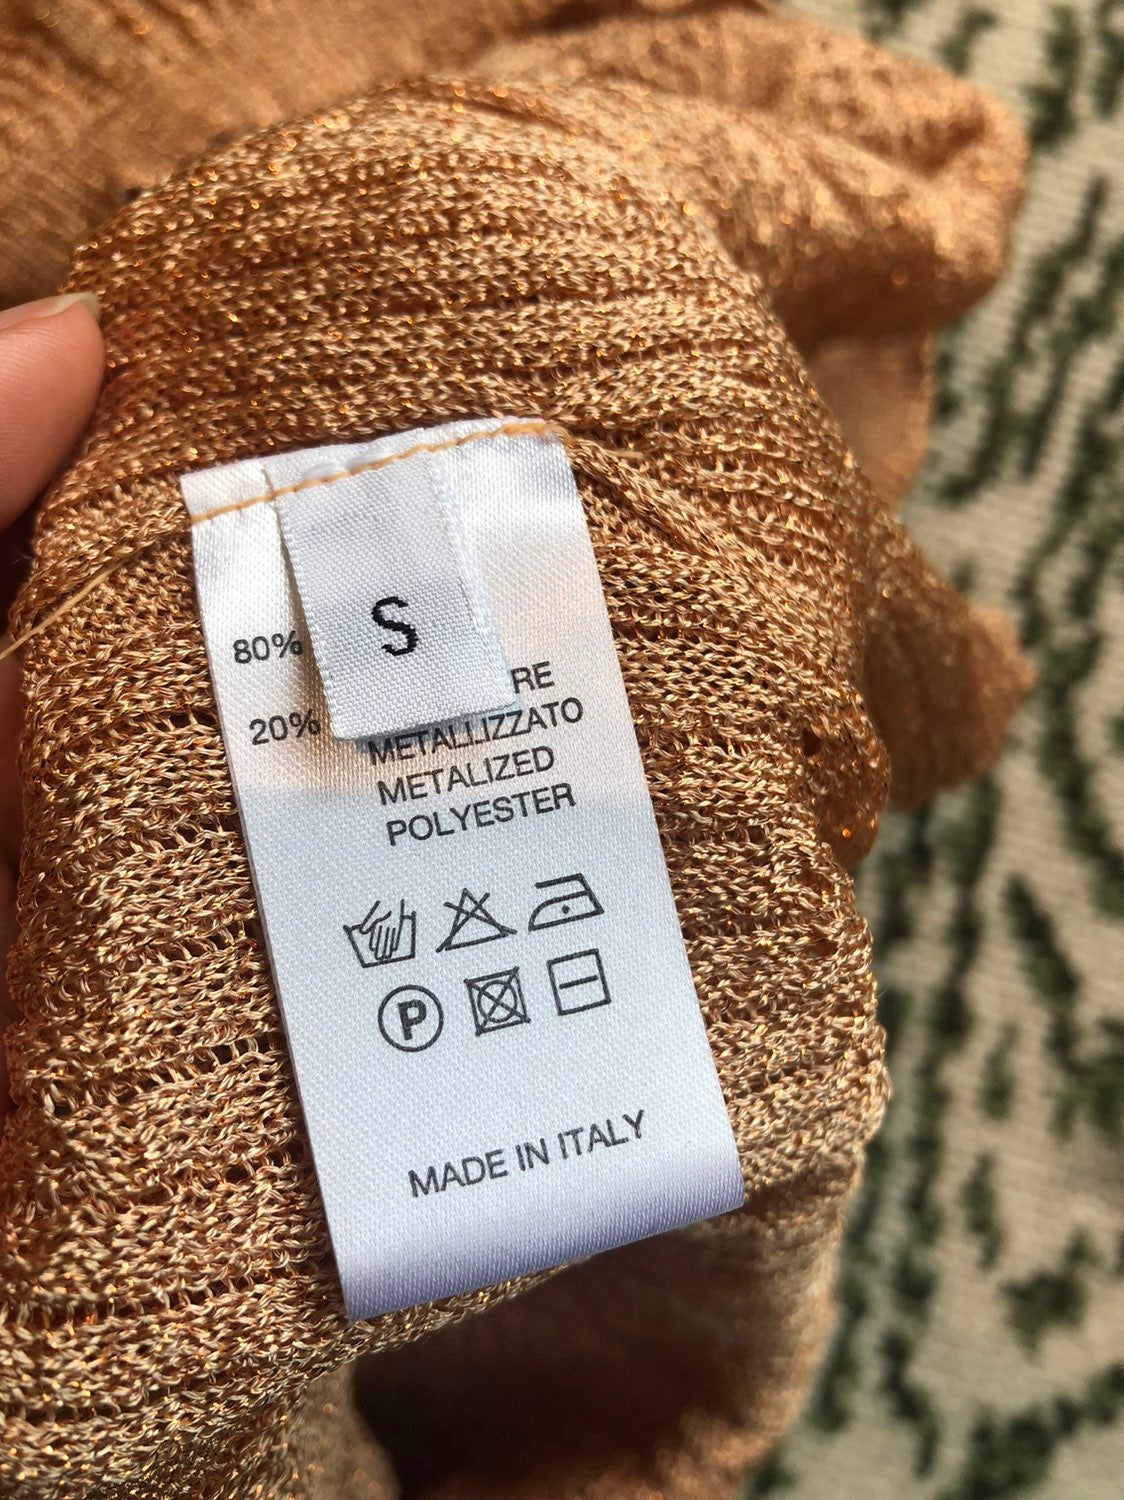 S
80%
RE
20%
METALLIZZATO
METALIZED
POLYESTER
P
MADE IN ITALY